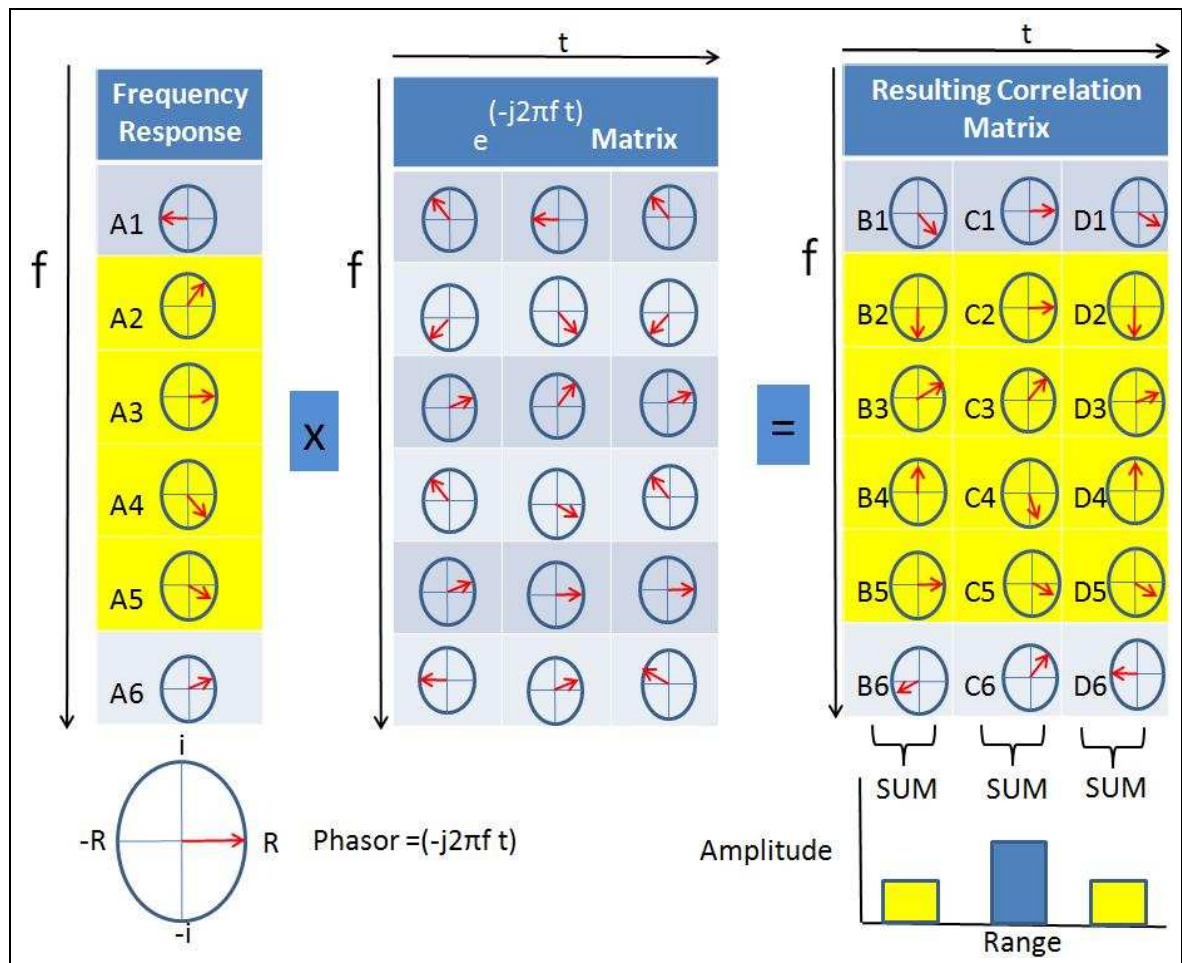 t
t
f
Frequency
Response
f
e(-j2πf t) Matrix
f
Resulting Correlation
Matrix
A1
B1 C1 D1
A2
B2 C2 D2
A3
B3 C3 D3
x
=
A4
B4 C4 D4
A5
B5 C5 D5
A6
B6 C6 D6
i
-R
R
-i
Phasor =(-j2πf t)
SUM SUM SUM
Amplitude
Range